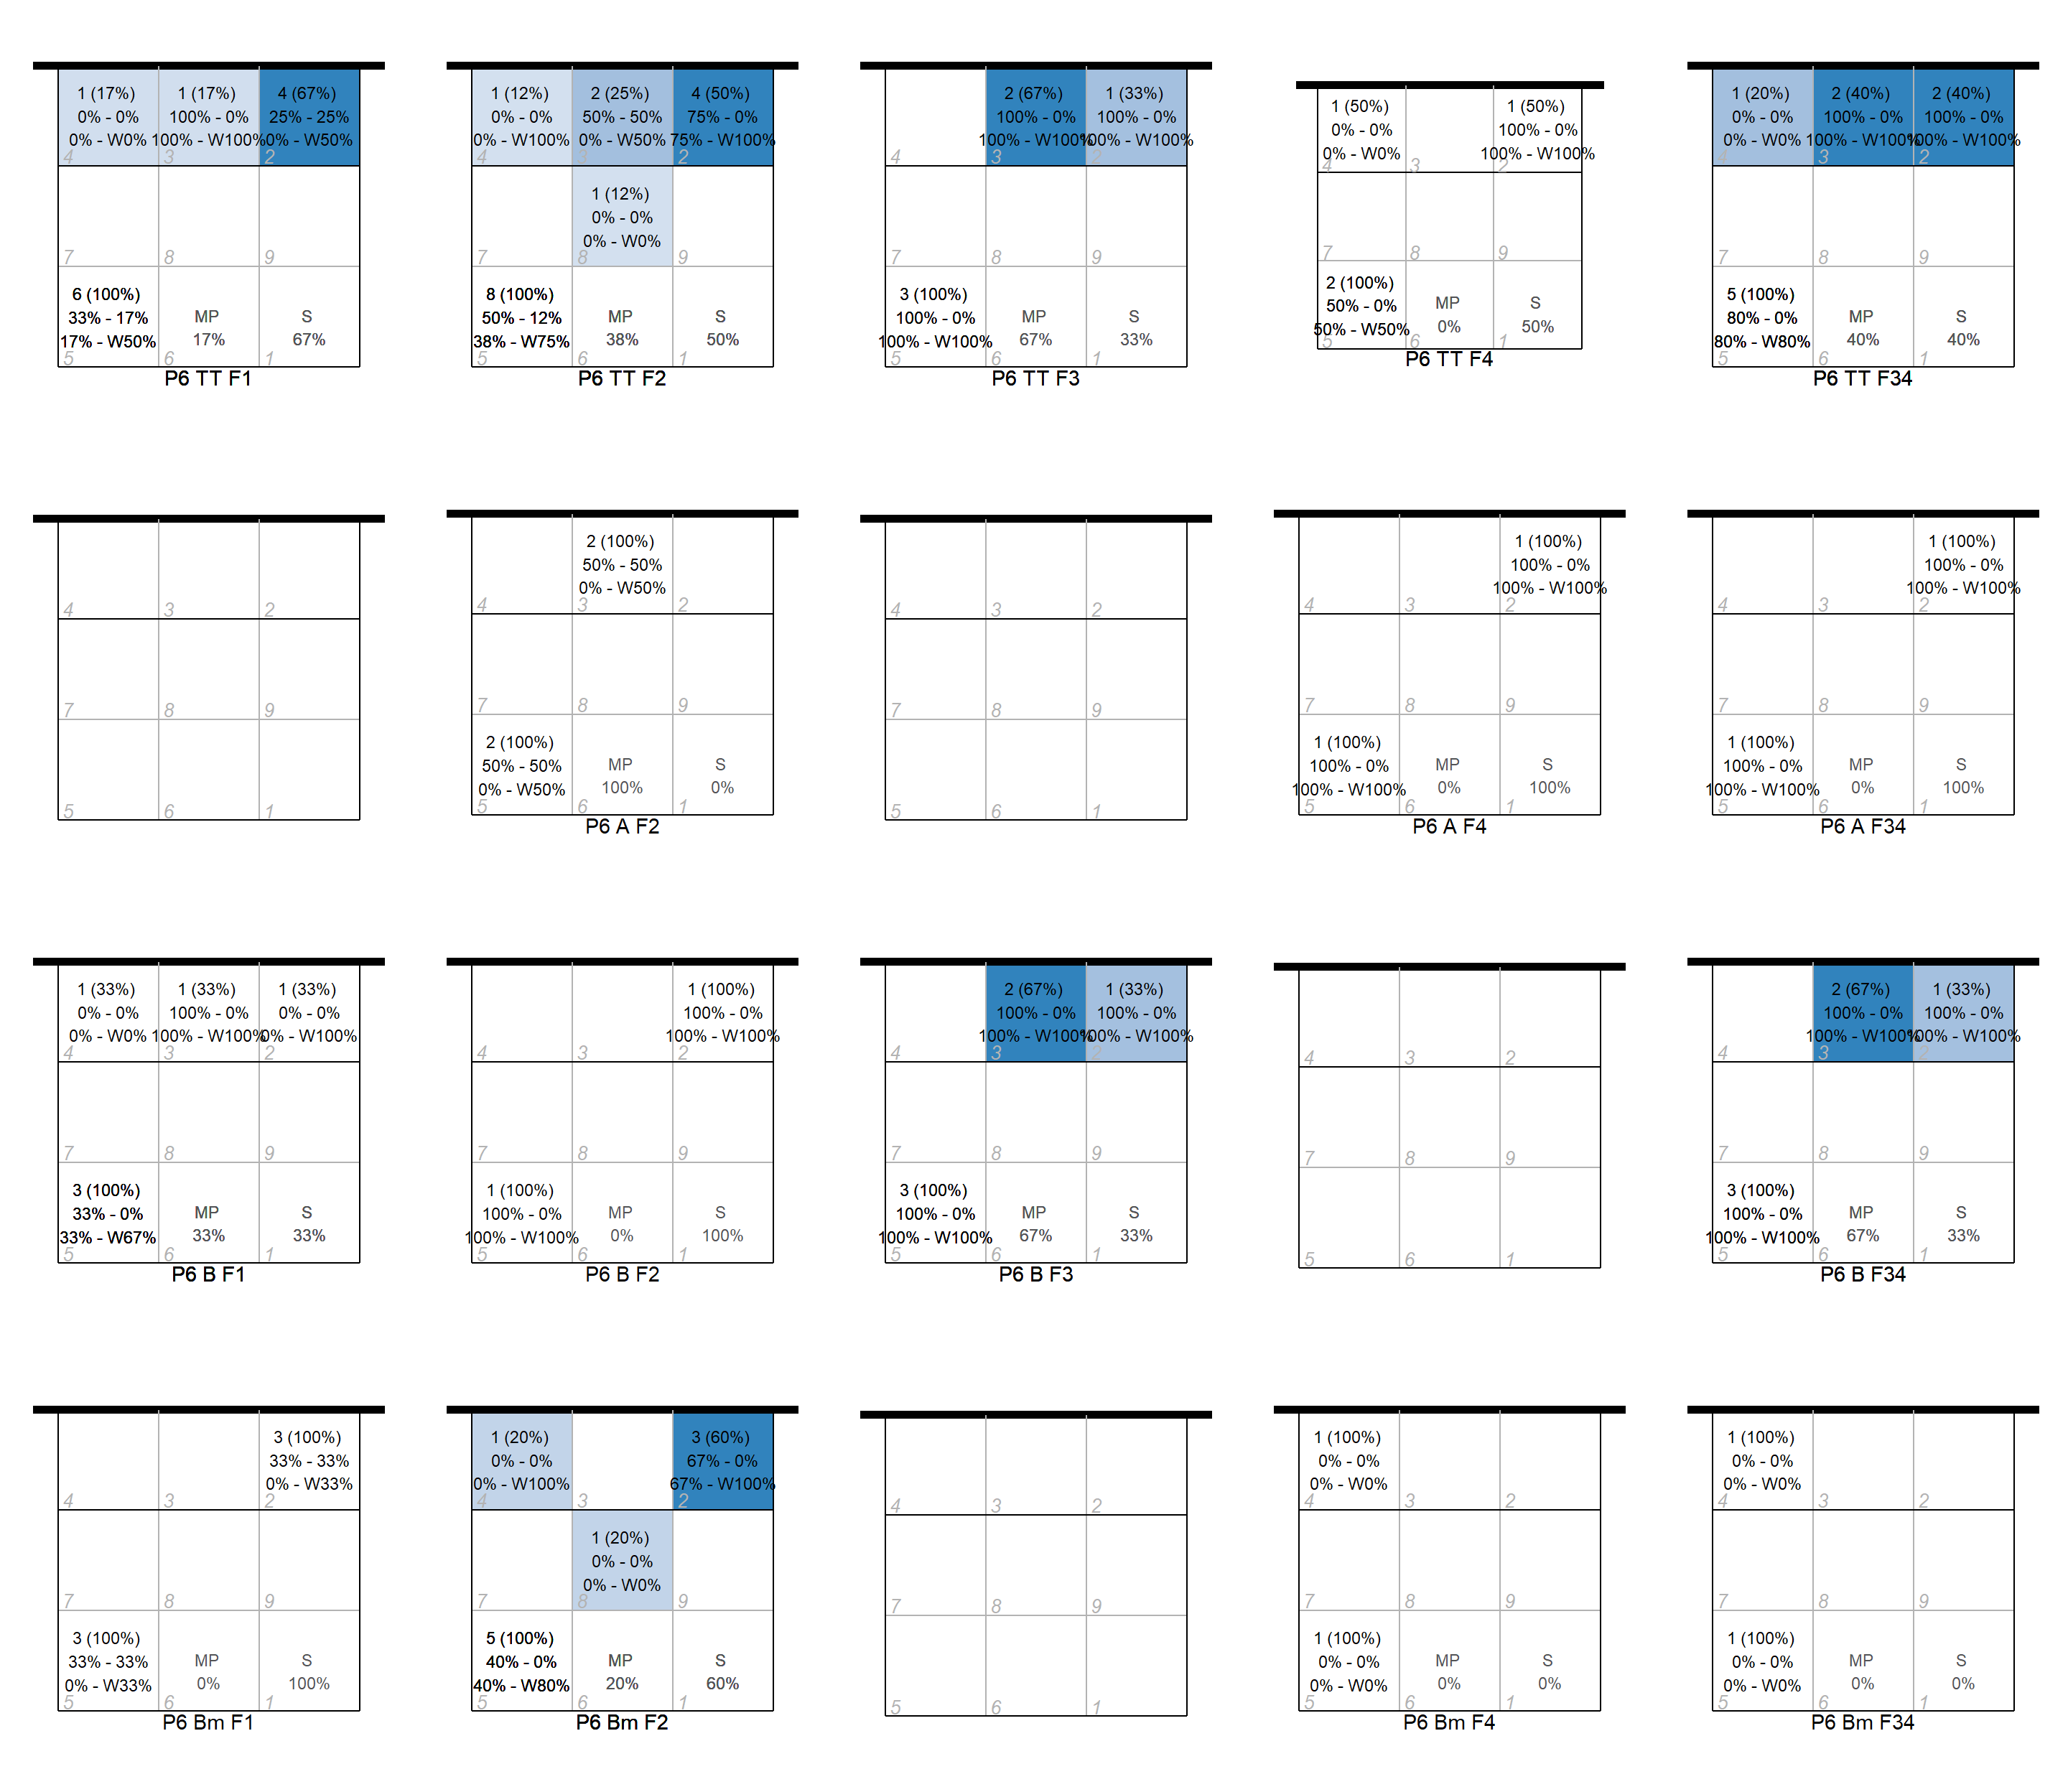 1 (17%)
0% - 0%
0% - W0%
4
1 (17%)
100% - 0%
100% - W100%
3
4 (67%)
25% - 25%
0% - W50%
2
7
8
9
6 (100%)
33% - 17%
17% - W50%
5
MP
17%
6
S
67%
1
P6 TT F1
1 (12%)
0% - 0%
0% - W100%
4
2 (25%)
50% - 50%
0% - W50%
3
4 (50%)
75% - 0%
75% - W100%
2
7
1 (12%)
0% - 0%
0% - W0%
8
9
8 (100%)
50% - 12%
38% - W75%
5
MP
38%
6
S
50%
1
P6 TT F2
4
2 (67%)
100% - 0%
100% - W100%
3
1 (33%)
100% - 0%
100% - W100%
2
7
8
9
3 (100%)
100% - 0%
100% - W100%
5
MP
67%
6
S
33%
1
P6 TT F3
1 (50%)
0% - 0%
0% - W0%
4
3
1 (50%)
100% - 0%
100% - W100%
2
7
8
9
2 (100%)
50% - 0%
50% - W50%
5
MP
0%
6
S
50%
1
P6 TT F4
1 (20%)
0% - 0%
0% - W0%
4
2 (40%)
100% - 0%
100% - W100%
3
2 (40%)
100% - 0%
100% - W100%
2
7
8
9
5 (100%)
80% - 0%
80% - W80%
5
MP
40%
6
S
40%
1
P6 TT F34
4
3
2
7
8
9
5
6
1
4
2 (100%)
50% - 50%
0% - W50%
3
2
7
8
9
2 (100%)
50% - 50%
0% - W50%
5
MP
100%
6
S
0%
1
P6 A F2
4
3
2
7
8
9
5
6
1
4
3
1 (100%)
100% - 0%
100% - W100%
2
7
8
9
1 (100%)
100% - 0%
100% - W100%
5
MP
0%
6
S
100%
1
P6 A F4
4
3
1 (100%)
100% - 0%
100% - W100%
2
7
8
9
1 (100%)
100% - 0%
100% - W100%
5
MP
0%
6
S
100%
1
P6 A F34
1 (33%)
0% - 0%
0% - W0%
4
1 (33%)
100% - 0%
100% - W100%
3
1 (33%)
0% - 0%
0% - W100%
2
7
8
9
3 (100%)
33% - 0%
33% - W67%
5
MP
33%
6
S
33%
1
P6 B F1
4
3
1 (100%)
100% - 0%
100% - W100%
2
7
8
9
1 (100%)
100% - 0%
100% - W100%
5
MP
0%
6
S
100%
1
P6 B F2
4
2 (67%)
100% - 0%
100% - W100%
3
1 (33%)
100% - 0%
100% - W100%
2
7
8
9
3 (100%)
100% - 0%
100% - W100%
5
MP
67%
6
S
33%
1
P6 B F3
4
3
2
7
8
9
5
6
1
4
2 (67%)
100% - 0%
100% - W100%
3
1 (33%)
100% - 0%
100% - W100%
2
7
8
9
3 (100%)
100% - 0%
100% - W100%
5
MP
67%
6
S
33%
1
P6 B F34
4
3
3 (100%)
33% - 33%
0% - W33%
2
7
8
9
3 (100%)
33% - 33%
0% - W33%
5
MP
0%
6
S
100%
1
P6 Bm F1
1 (20%)
0% - 0%
0% - W100%
4
3
3 (60%)
67% - 0%
67% - W100%
2
7
1 (20%)
0% - 0%
0% - W0%
8
9
5 (100%)
40% - 0%
40% - W80%
5
MP
20%
6
S
60%
1
P6 Bm F2
4
3
2
7
8
9
5
6
1
1 (100%)
0% - 0%
0% - W0%
4
3
2
7
8
9
1 (100%)
0% - 0%
0% - W0%
5
MP
0%
6
S
0%
1
P6 Bm F4
1 (100%)
0% - 0%
0% - W0%
4
3
2
7
8
9
1 (100%)
0% - 0%
0% - W0%
5
MP
0%
6
S
0%
1
P6 Bm F34